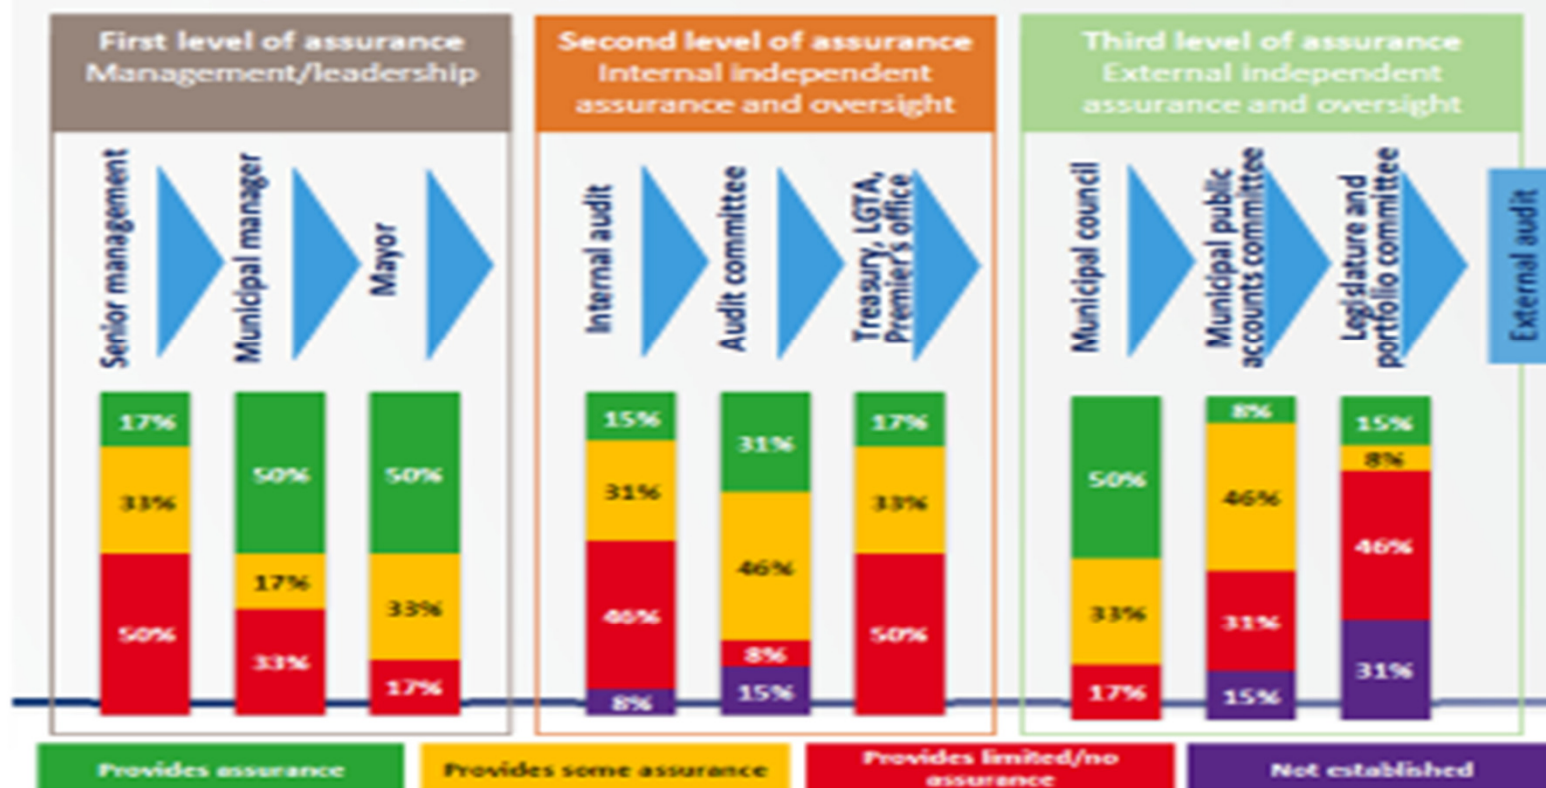 First level of assurance
Management/leadership
Second level of assurance
Internal independent
assurance and oversight
Third level of assurance
External independent
assurance and oversight
Senior management
Municipal manager
Mayor
Internal audit
Audit committee
Treasury, LGTA,
Premier's office
Municipal council
Municipal public
accounts committee
Legislature and
portfolio committee
External audit
17%
33%
50%
50%
17%
33%
50%
33%
17%
15%
31%
46%
8%
31%
46%
8%
15%
17%
33%
50%
50%
33%
17%
8%
46%
31%
15%
15%
8%
46%
31%
Provides assurance
Provides some assurance
Provides limited/no
assurance
Not established